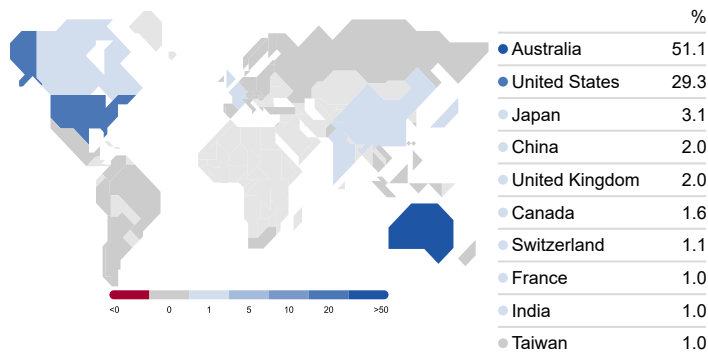 %
Australia 51.1
United States 29.3
Japan 3.1
China 2.0
United Kingdom 2.0
Canada 1.6
Switzerland 1.1
France 1.0
India 1.0
Taiwan 1.0
<0 0 1 5 10 20 >50